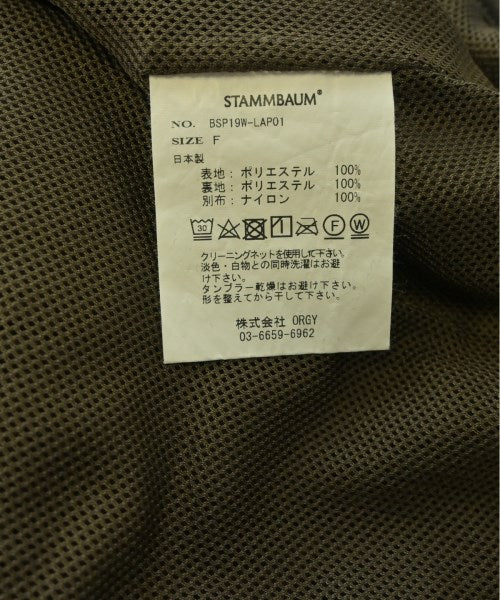 STAMMBAUM®
NO. BSP19W-LAP01
SIZE F
日本製
表地：ポリエステル 100%
裏地：ポリエステル 100%
別布：ナイロン 100%
30 F W
クリーニングネットを使用して下さい。
淡色・白物との同時洗濯はお避
け下さい。
タンブラー乾燥はお避け下さい。
形を整えてから干して下さい。
株式会社 ORGY
03-6659-6962